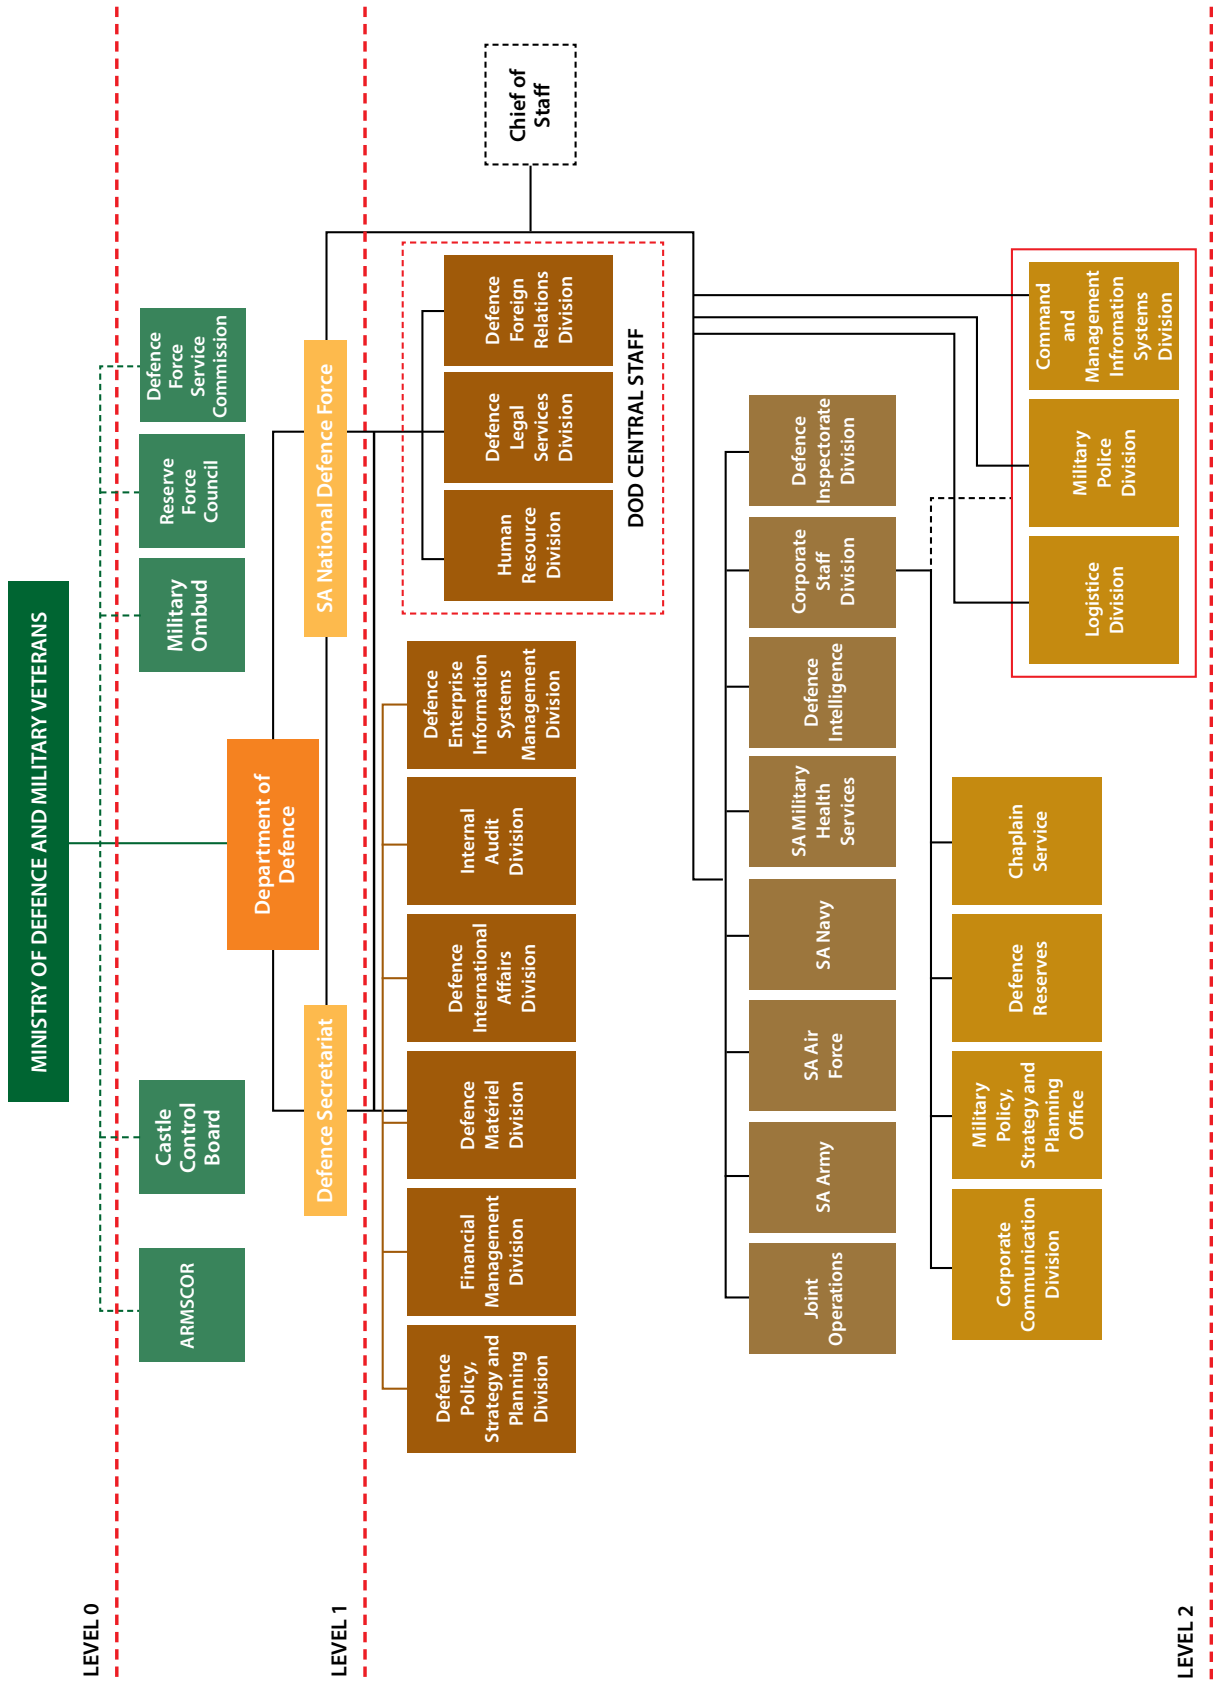 MINISTRY OF DEFENCE AND MILITARY VETERANS
LEVEL 0
ARMSCOR
Castle
Control
Board
Military
Ombud
Reserve
Force
Council
Defence
Force
Service
Commission
Department of
Defence
Defence Secretariat
SA National Defence Force
LEVEL 1
Chief of
Staff
Defence
Policy,
Strategy and
Planning
Division
Financial
Management
Division
Defence
Matériel
Division
Defence
International
Affairs
Division
Internal
Audit
Division
Defence
Enterprise
Information
Systems
Management
Division
Human
Resource
Division
Defence
Legal
Services
Division
Defence
Foreign
Relations
Division
DOD CENTRAL STAFF
Joint
Operations
SA Army
SA Air
Force
SA Navy
SA Military
Health
Services
Defence
Intelligence
Corporate
Staff
Division
Defence
Inspectorate
Division
Corporate
Communication
Division
Military
Policy,
Strategy and
Planning
Office
Defence
Reserves
Chaplain
Service
Logistice
Division
Military
Police
Division
Command
and
Management
Infromation
Systems
Division
LEVEL 2